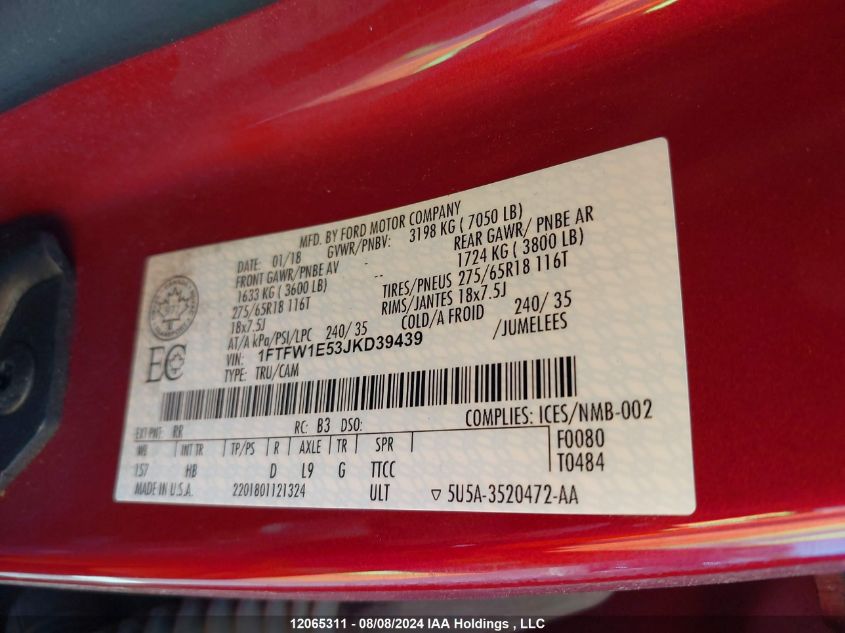 MFD. BY FORD MOTOR COMPANY
DATE: 01/18 GVWR/PNBV: 3198 KG ( 7050 LB)
FRONT GAWR/PNBE AV REAR GAWR/ PNBE AR
1633 KG ( 3600 LB) -- 1724 KG ( 3800 LB)
275/65R18 116T TIRES/PNEUS 275/65R18 116T
18x7.5J RIMS/JANTES 18x7.5J
AT/A kPa/PSI/LPC 240/ 35 COLD/A FROID 240/ 35
VIN: 1FTFW1E53JKD39439 /JUMELEES
TYPE: TRU/CAM
EXT PNT: RR RC: B3 DSO: COMPLIES: ICES/NMB-002
WB INT TR TP/PS R AXLE TR SPR F0080
157 HB D L9 G TTCC T0484
MADE IN U.S.A. 2201801121324 ULT ▽ 5U5A-3520472-AA
12065311 - 08/08/2024 IAA Holdings , LLC